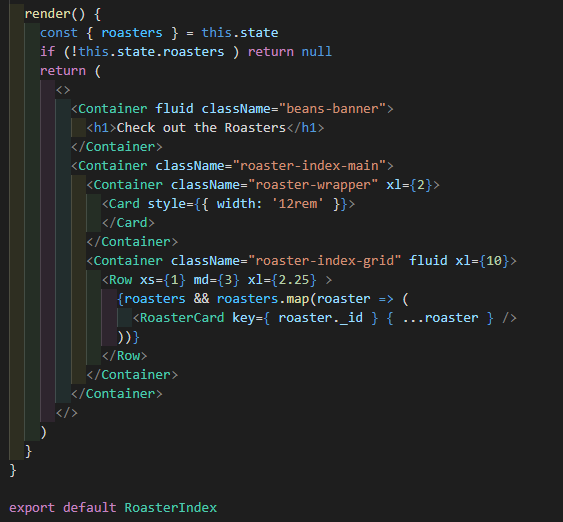 render() {
const { roasters } = this.state
if (!this.state.roasters ) return null
return (
<>
<Container fluid className="beans-banner">
<h1>Check out the Roasters</h1>
</Container>
<Container className="roaster-index-main">
<Container className="roaster-wrapper" xl={2}>
<Card style={{ width: '12rem' }}>
</Card>
</Container>
<Container className="roaster-index-grid" fluid xl={10}>
<Row xs={1} md={3} xl={2.25} >
{roasters && roasters.map(roaster => (
<RoasterCard key={ roaster._id } { ...roaster } />
))}
</Row>
</Container>
</Container>
</>
)
}
}
export default RoasterIndex